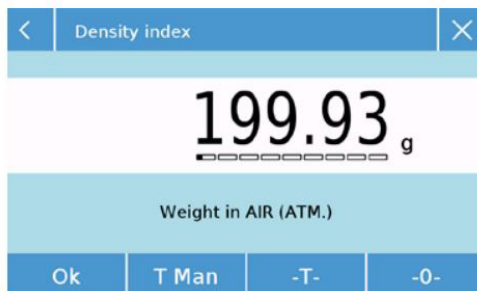 Density index
199.93 g
Weight in AIR (ATM.)
Ok T Man -T- -0-